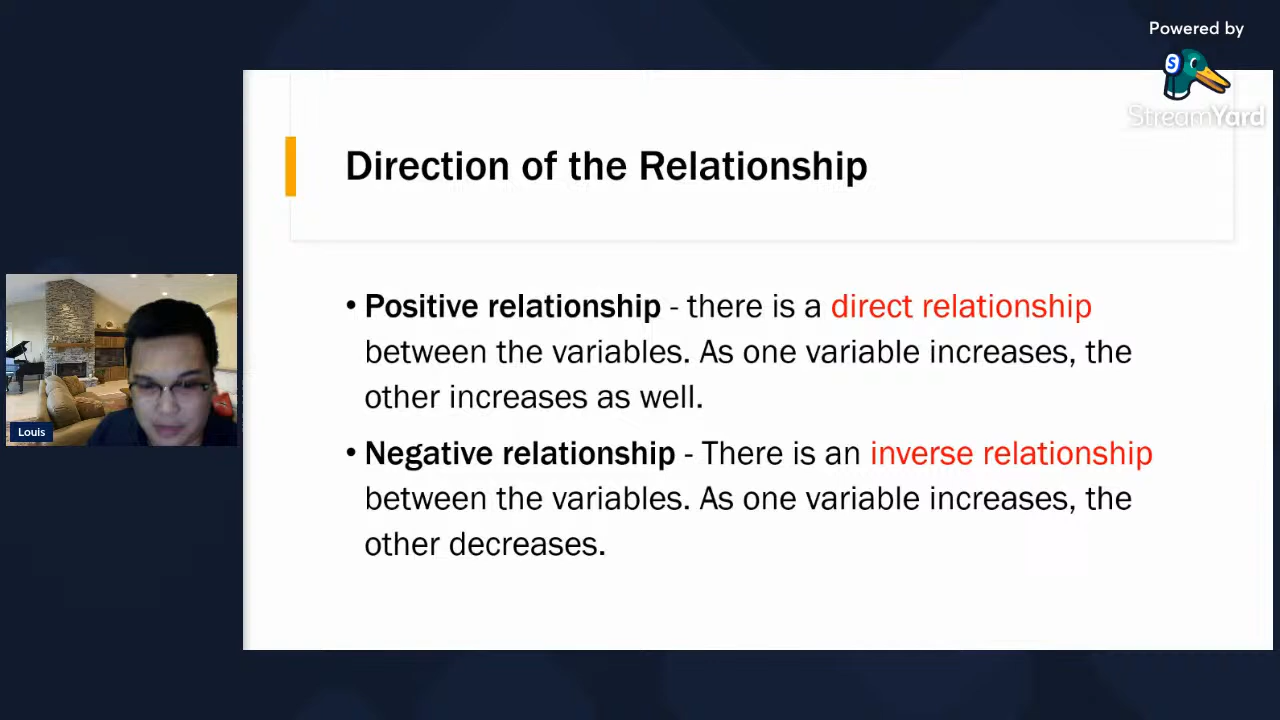 Powered by
S
StreamYard
Direction of the Relationship
• Positive relationship - there is a direct relationship
between the variables. As one variable increases, the
other increases as well.
• Negative relationship - There is an inverse relationship
between the variables. As one variable increases, the
other decreases.
Louis